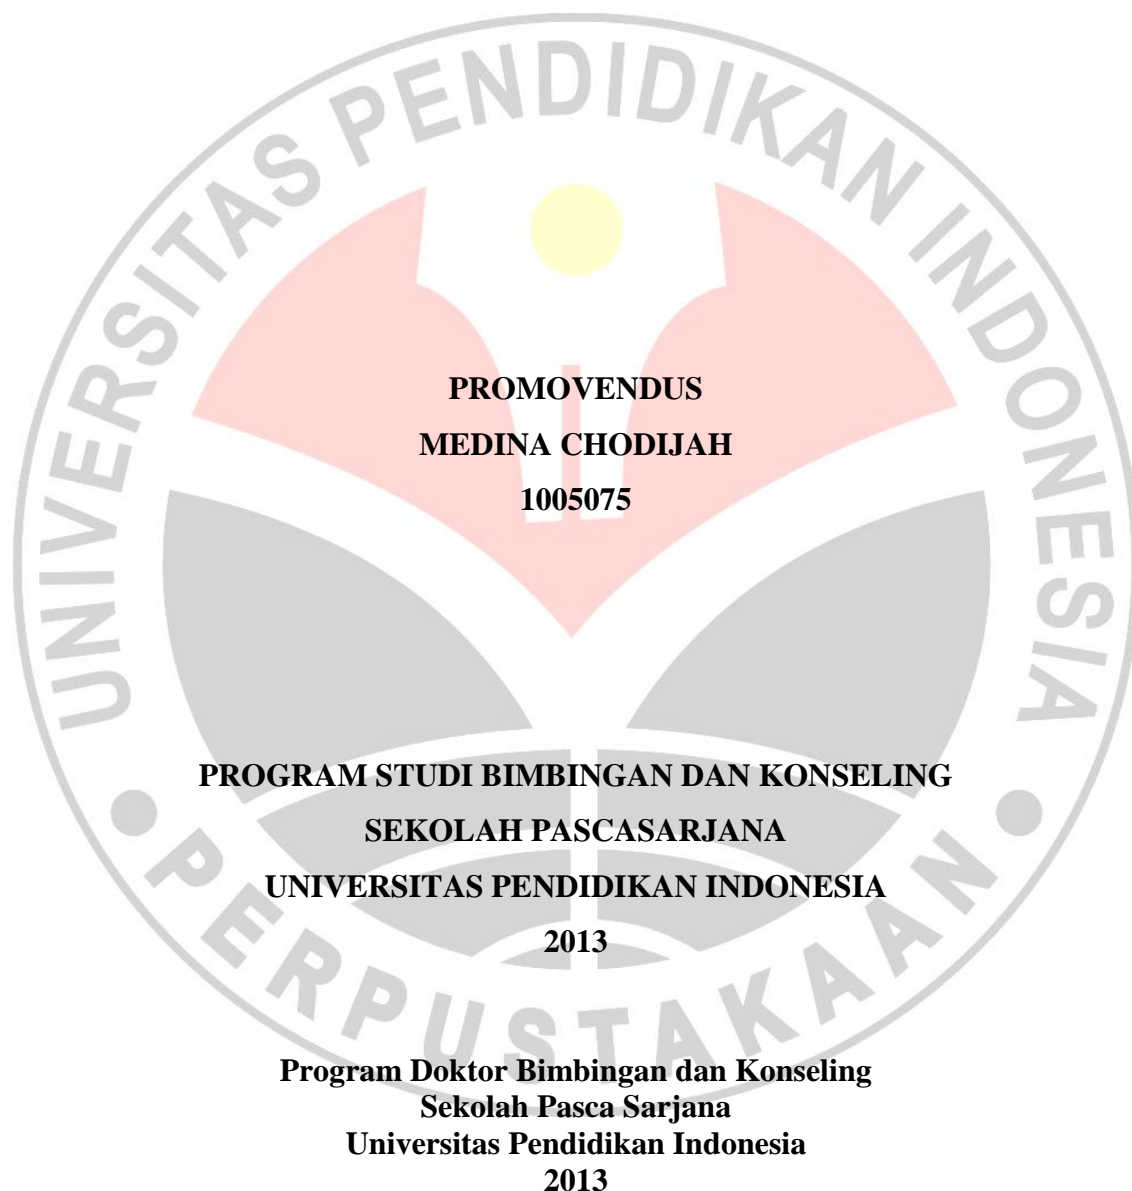 UNIVERSITAS PENDIDIKAN INDONESIA
PROMOVENDUS
MEDINA CHODIJAH
1005075
PROGRAM STUDI BIMBINGAN DAN KONSELING
SEKOLAH PASCASARJANA
UNIVERSITAS PENDIDIKAN INDONESIA
2013
PERPUSTAKAAN
Program Doktor Bimbingan dan Konseling
Sekolah Pasca Sarjana
Universitas Pendidikan Indonesia
2013